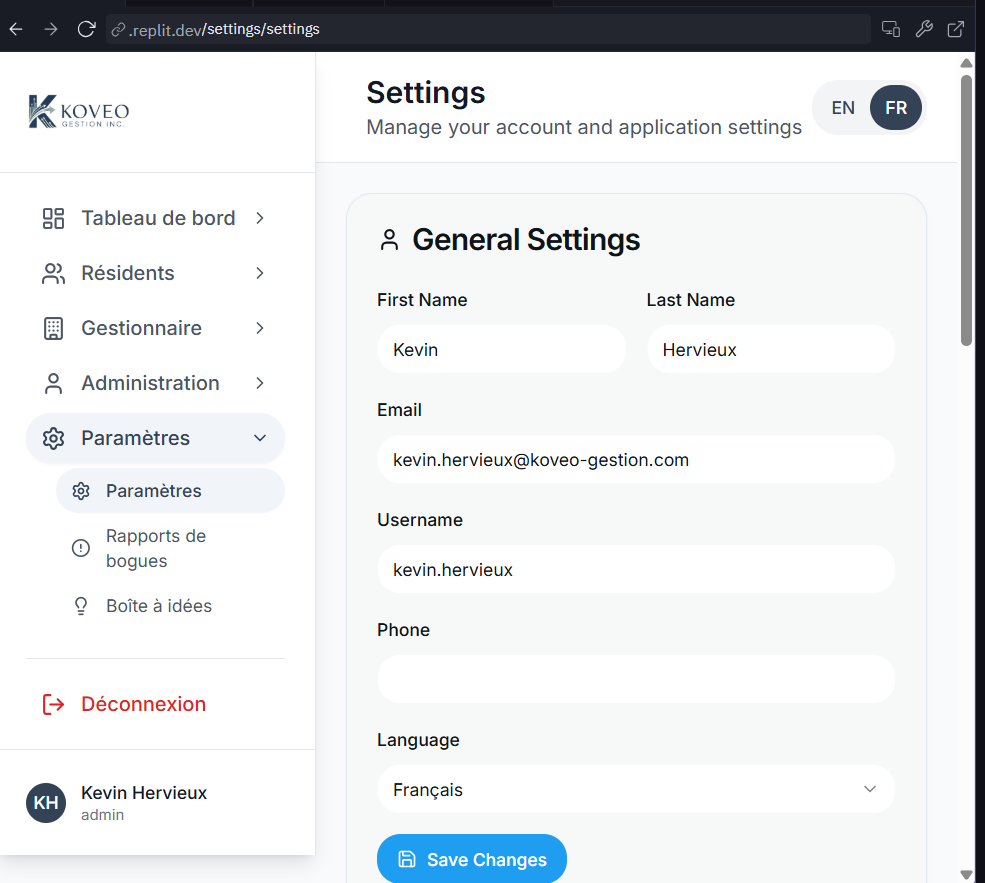 .replit.dev/settings/settings
KOVEO
GESTION INC.
Settings
Manage your account and application settings
EN
FR
Tableau de bord
Résidents
Gestionnaire
Administration
Paramètres
Paramètres
Rapports de
bogues
Boîte à idées
Déconnexion
KH
Kevin Hervieux
admin
General Settings
First Name
Last Name
Kevin
Hervieux
Email
kevin.hervieux@koveo-gestion.com
Username
kevin.hervieux
Phone
Language
Français
Save Changes